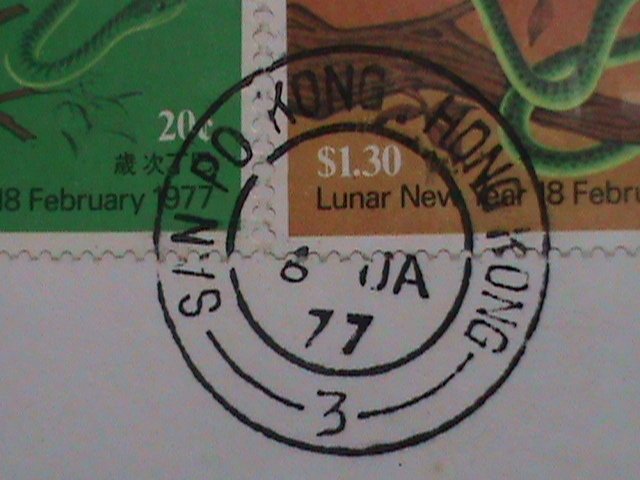 20¢
歲次丁巳
18 February 1977
$1.30
Lunar New Year 18 Febru
SAN PO KONG · HONG KONG
6 JA
77
3